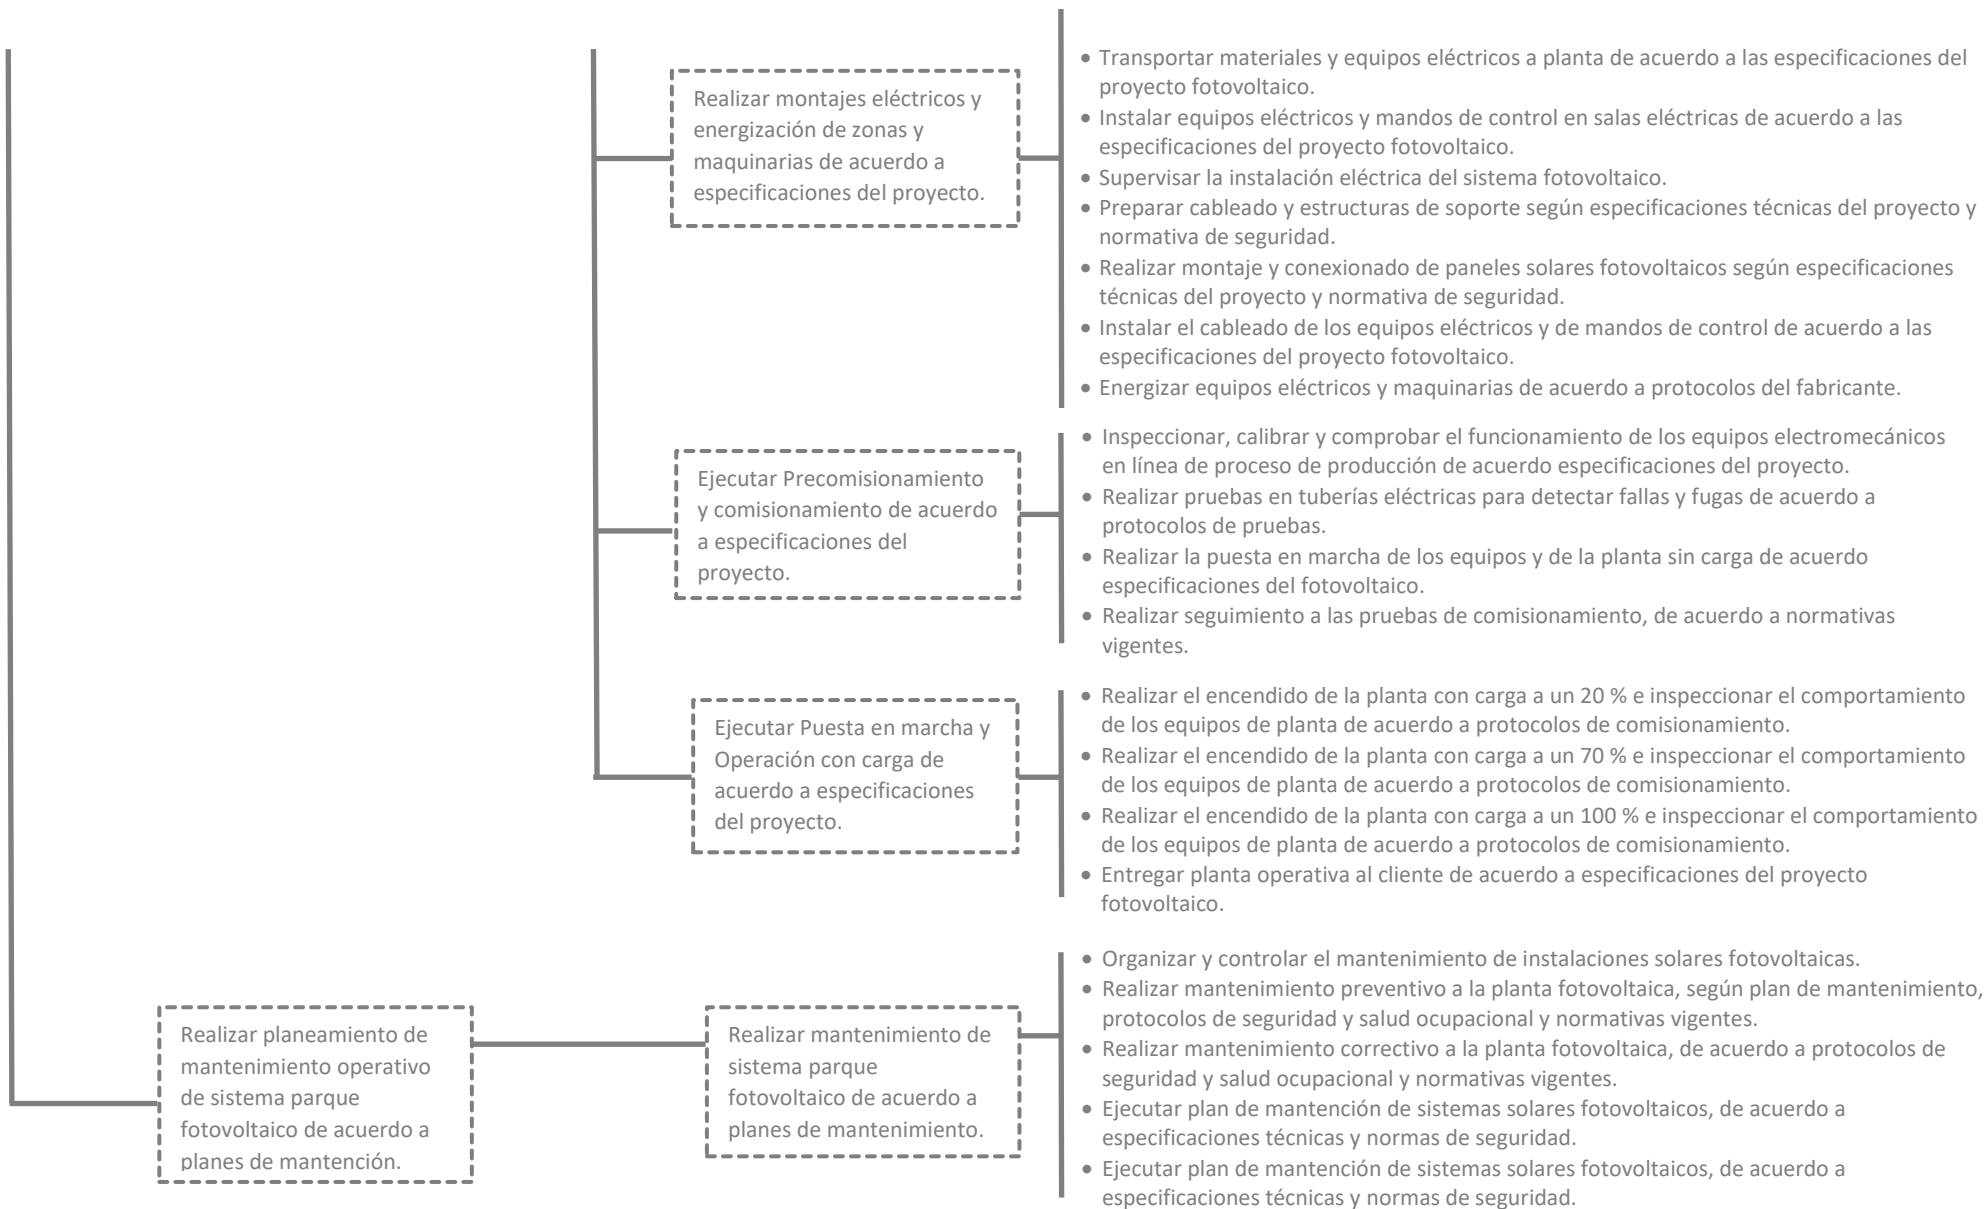 Realizar montajes eléctricos y
energización de zonas y
maquinarias de acuerdo a
especificaciones del proyecto.
• Transportar materiales y equipos eléctricos a planta de acuerdo a las especificaciones del
proyecto fotovoltaico.
• Instalar equipos eléctricos y mandos de control en salas eléctricas de acuerdo a las
especificaciones del proyecto fotovoltaico.
• Supervisar la instalación eléctrica del sistema fotovoltaico.
• Preparar cableado y estructuras de soporte según especificaciones técnicas del proyecto y
normativa de seguridad.
• Realizar montaje y conexionado de paneles solares fotovoltaicos según especificaciones
técnicas del proyecto y normativa de seguridad.
• Instalar el cableado de los equipos eléctricos y de mandos de control de acuerdo a las
especificaciones del proyecto fotovoltaico.
• Energizar equipos eléctricos y maquinarias de acuerdo a protocolos del fabricante.
Ejecutar Precomisionamiento
y comisionamiento de acuerdo
a especificaciones del
proyecto.
• Inspeccionar, calibrar y comprobar el funcionamiento de los equipos electromecánicos
en línea de proceso de producción de acuerdo especificaciones del proyecto.
• Realizar pruebas en tuberías eléctricas para detectar fallas y fugas de acuerdo a
protocolos de pruebas.
• Realizar la puesta en marcha de los equipos y de la planta sin carga de acuerdo
especificaciones del fotovoltaico.
• Realizar seguimiento a las pruebas de comisionamiento, de acuerdo a normativas
vigentes.
Ejecutar Puesta en marcha y
Operación con carga de
acuerdo a especificaciones
del proyecto.
• Realizar el encendido de la planta con carga a un 20 % e inspeccionar el comportamiento
de los equipos de planta de acuerdo a protocolos de comisionamiento.
• Realizar el encendido de la planta con carga a un 70 % e inspeccionar el comportamiento
de los equipos de planta de acuerdo a protocolos de comisionamiento.
• Realizar el encendido de la planta con carga a un 100 % e inspeccionar el comportamiento
de los equipos de planta de acuerdo a protocolos de comisionamiento.
• Entregar planta operativa al cliente de acuerdo a especificaciones del proyecto
fotovoltaico.
Realizar planeamiento de
mantenimiento operativo
de sistema parque
fotovoltaico de acuerdo a
planes de mantención.
Realizar mantenimiento de
sistema parque
fotovoltaico de acuerdo a
planes de mantenimiento.
• Organizar y controlar el mantenimiento de instalaciones solares fotovoltaicas.
• Realizar mantenimiento preventivo a la planta fotovoltaica, según plan de mantenimiento,
protocolos de seguridad y salud ocupacional y normativas vigentes.
• Realizar mantenimiento correctivo a la planta fotovoltaica, de acuerdo a protocolos de
seguridad y salud ocupacional y normativas vigentes.
• Ejecutar plan de mantención de sistemas solares fotovoltaicos, de acuerdo a
especificaciones técnicas y normas de seguridad.
• Ejecutar plan de mantención de sistemas solares fotovoltaicos, de acuerdo a
especificaciones técnicas y normas de seguridad.